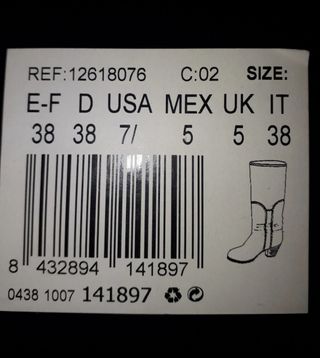 REF:12618076 C:02 SIZE:
E-F D USA MEX UK IT
38 38 7/ 5 5 38
8 432894 141897
0438 1007 141897